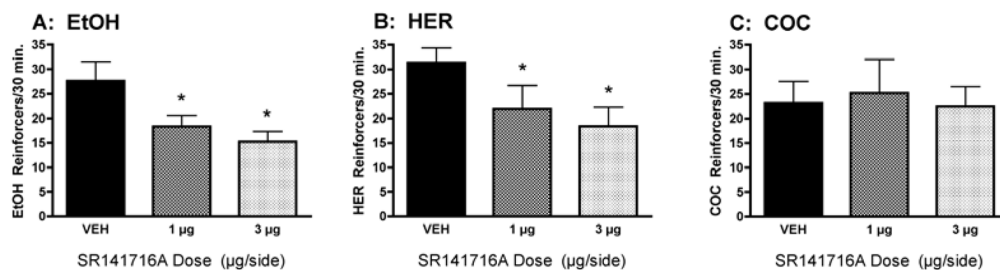 A: EtOH
EtOH Reinforcers/30 min.
35
30
25
20
15
10
5
0
*
*
VEH
1 µg
3 µg
SR141716A Dose (µg/side)
B: HER
HER Reinforcers/30 min.
35
30
25
20
15
10
5
0
*
*
VEH
1 µg
3 µg
SR141716A Dose (µg/side)
C: COC
COC Reinforcers/30 min.
35
30
25
20
15
10
5
0
VEH
1 µg
3 µg
SR141716A Dose (µg/side)